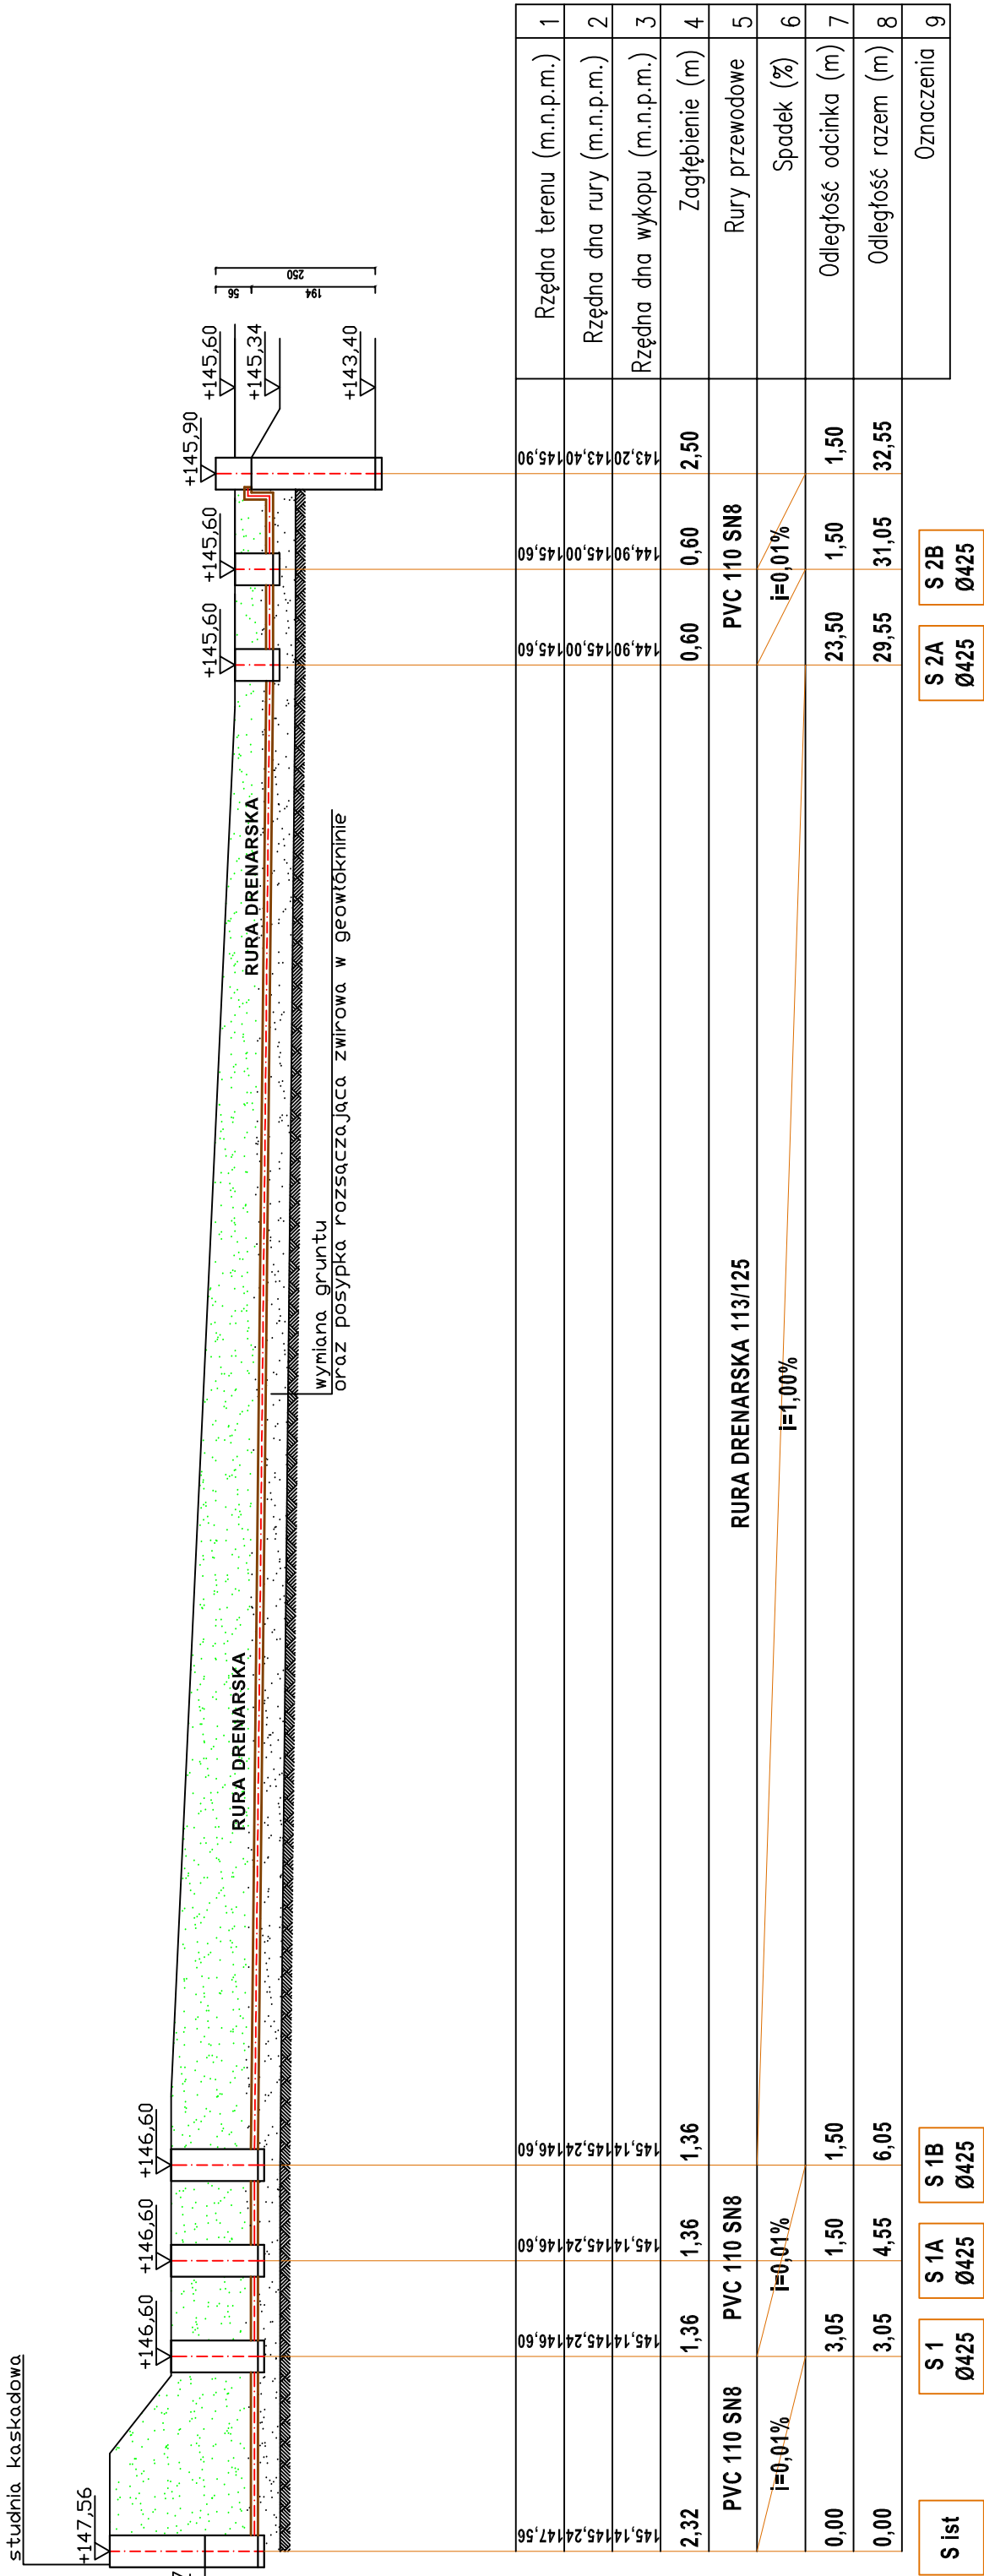 studnia kaskadowa
+147,56
+146,60
+146,60
+146,60
RURA DRENARSKA
wymiana gruntu
oraz posypka rozsączająca zwirowa w geowłokninie
RURA DRENARSKA
+145,60
+145,60
+145,90
+145,60
+145,34
+143,40
56
194
250
147,56 146,60 146,60 146,60 145,60 145,60 145,90 Rzędna terenu (m.n.p.m.) 1
145,24 145,24 145,24 145,24 145,00 145,00 143,40 Rzędna dna rury (m.n.p.m.) 2
145,14 145,14 145,14 145,14 144,90 144,90 143,20 Rzędna dna wykopu (m.n.p.m.) 3
2,32 1,36 1,36 1,36 0,60 0,60 2,50 Zagłębienie (m) 4
PVC 110 SN8 PVC 110 SN8 RURA DRENARSKA 113/125 PVC 110 SN8 Rury przewodowe 5
i=0,01% i=0,01% i=1,00% i=0,01% Spadek (%) 6
0,00 3,05 1,50 1,50 23,50 1,50 1,50 Odległość odcinka (m) 7
0,00 3,05 4,55 6,05 29,55 31,05 32,55 Odległość razem (m) 8
Oznaczenia 9
S ist
S 1
Ø425
S 1A
Ø425
S 1B
Ø425
S 2A
Ø425
S 2B
Ø425